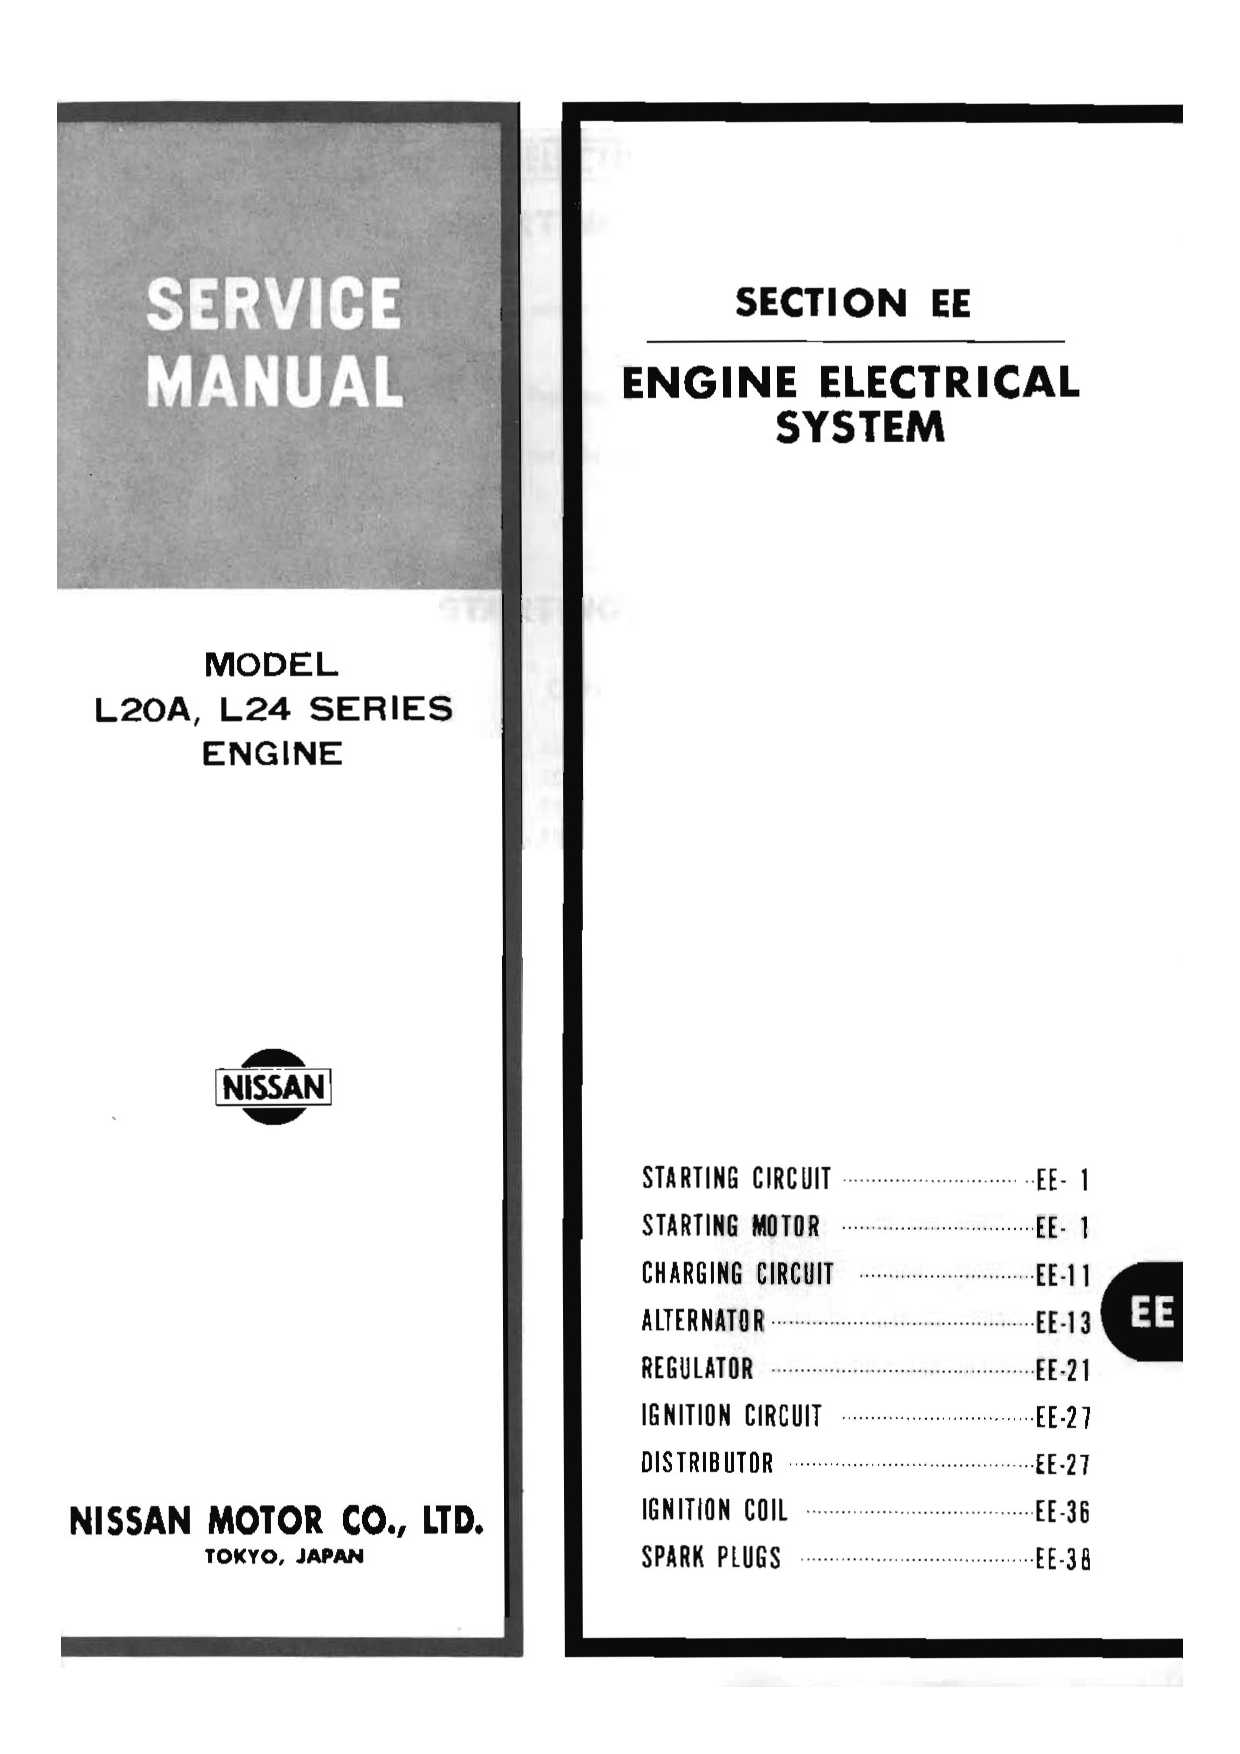 SERVICE
MANUAL
MODEL
L20A, L24 SERIES
ENGINE
NISSAN
NISSAN MOTOR CO., LTD.
TOKYO, JAPAN
SECTION EE
ENGINE ELECTRICAL
SYSTEM
STARTING CIRCUIT ............................ EE- 1
STARTING MOTOR ............................ EE- 1
CHARGING CIRCUIT ............................ EE-11
ALTERNATOR ............................ EE-13
REGULATOR ............................ EE-21
IGNITION CIRCUIT ............................ EE-27
DISTRIBUTOR ............................ EE-27
IGNITION COIL ............................ EE-36
SPARK PLUGS ............................ EE-38
EE